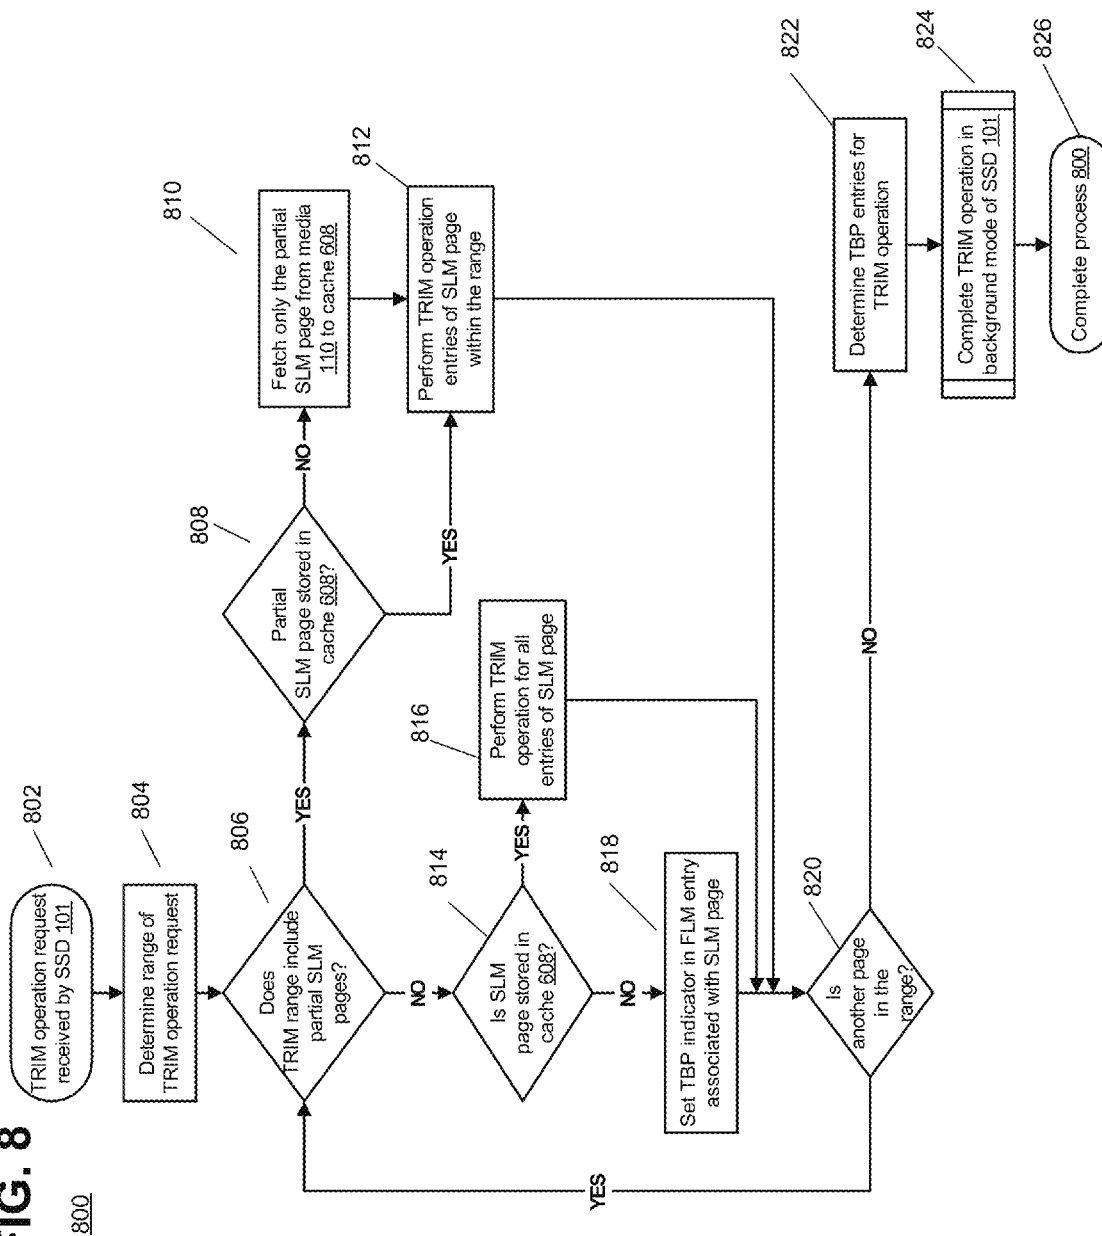 FIG. 8
800
802
TRIM operation request
received by SSD 101
804
Determine range of
TRIM operation request
806
Does
TRIM range include
partial SLM
pages?
YES
NO
808
Partial
SLM page stored in
cache 608?
NO
YES
810
Fetch only the partial
SLM page from media
110 to cache 608
812
Perform TRIM operation
entries of SLM page
within the range
814
Is SLM
page stored in
cache 608?
YES
NO
816
Perform TRIM
operation for all
entries of SLM page
818
Set TBP indicator in FLM entry
associated with SLM page
820
Is
another page
in the
range?
YES
NO
822
Determine TBP entries for
TRIM operation
824
Complete TRIM operation in
background mode of SSD 101
826
Complete process 800